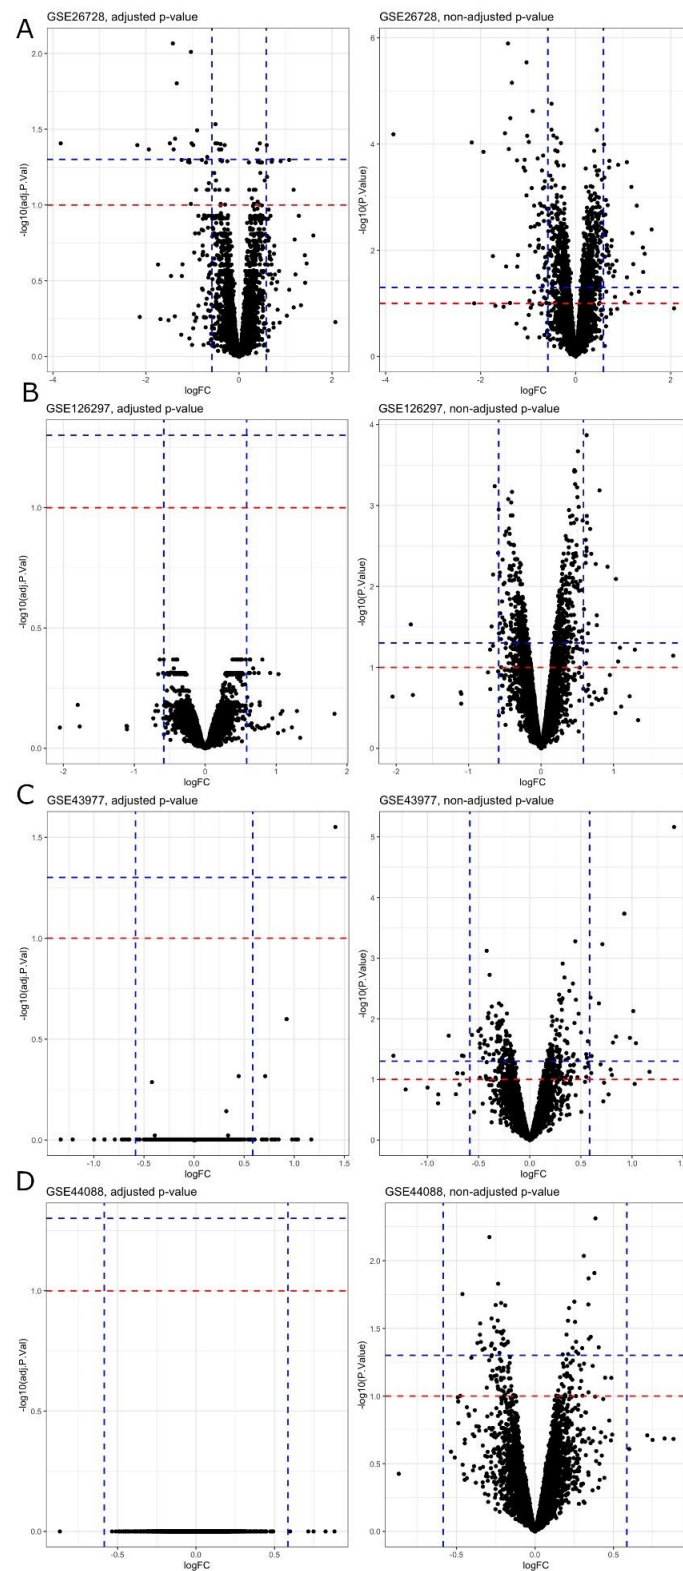 A
GSE26728, adjusted p-value
GSE26728, non-adjusted p-value
2.0
1.5
1.0
0.5
0.0
-log10(adj.P.Val)
-4
-2
0
2
logFC
6
4
2
0
-log10(P.Value)
-4
-2
0
2
logFC
B
GSE126297, adjusted p-value
GSE126297, non-adjusted p-value
1.0
0.5
0.0
-log10(adj.P.Val)
-2
-1
0
1
2
logFC
4
3
2
1
0
-log10(P.Value)
-2
-1
0
1
logFC
C
GSE43977, adjusted p-value
GSE43977, non-adjusted p-value
1.5
1.0
0.5
0.0
-log10(adj.P.Val)
-1.0
-0.5
0.0
0.5
1.0
1.5
logFC
5
4
3
2
1
0
-log10(P.Value)
-1.0
-0.5
0.0
0.5
1.0
1.5
logFC
D
GSE44088, adjusted p-value
GSE44088, non-adjusted p-value
1.0
0.5
0.0
-log10(adj.P.Val)
-0.5
0.0
0.5
logFC
2.0
1.5
1.0
0.5
0.0
-log10(P.Value)
-0.5
0.0
0.5
logFC